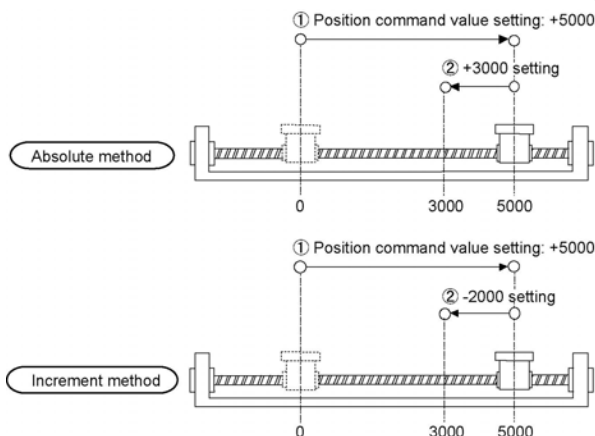 ① Position command value setting: +5000
② +3000 setting
Absolute method
0 3000 5000
① Position command value setting: +5000
② -2000 setting
Increment method
0 3000 5000